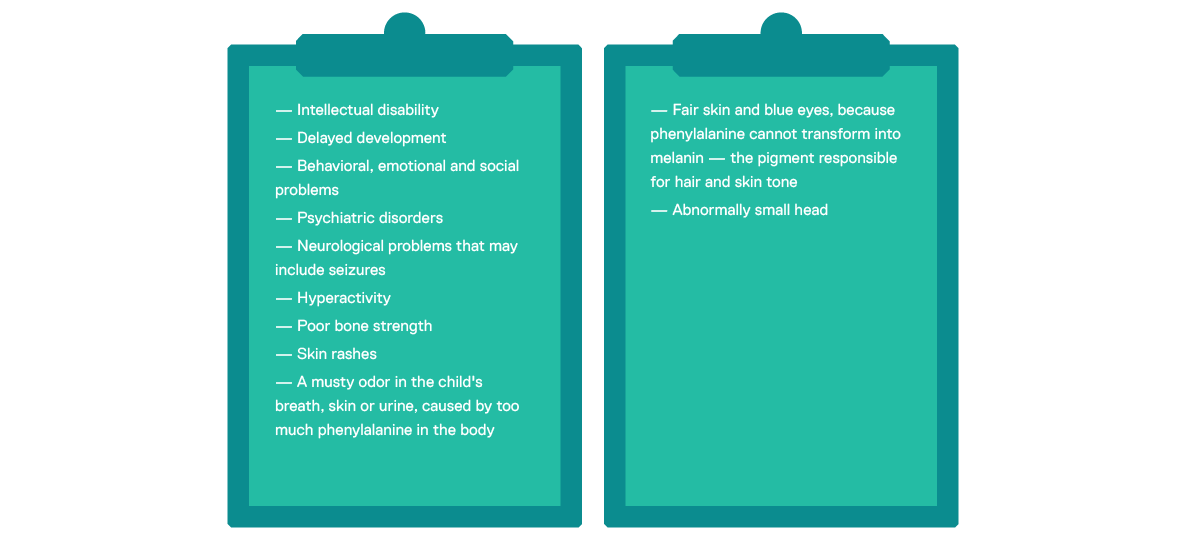 — Intellectual disability
— Delayed development
— Behavioral, emotional and social
problems
— Psychiatric disorders
— Neurological problems that may
include seizures
— Hyperactivity
— Poor bone strength
— Skin rashes
— A musty odor in the child's
breath, skin or urine, caused by too
much phenylalanine in the body
— Fair skin and blue eyes, because
phenylalanine cannot transform into
melanin — the pigment responsible
for hair and skin tone
— Abnormally small head